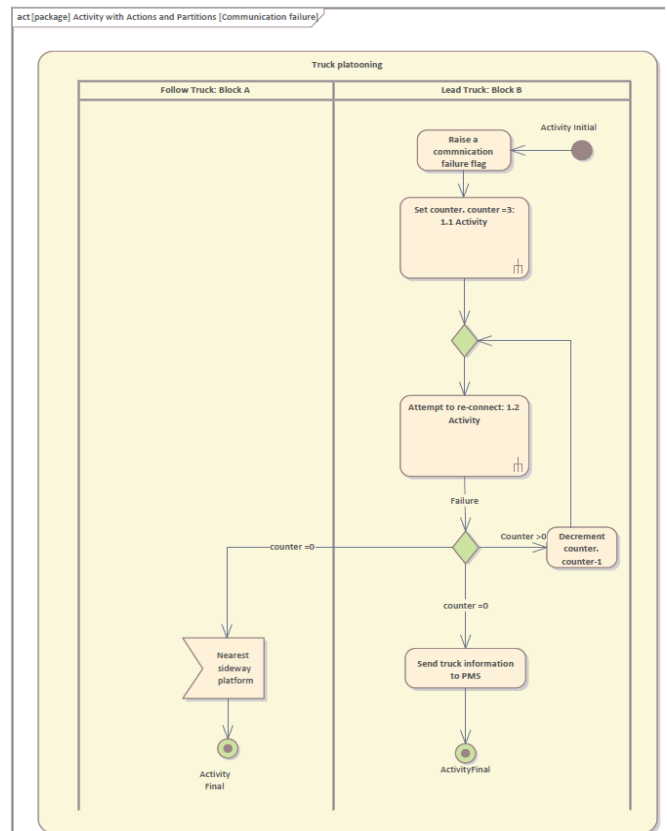 act [package] Activity with Actions and Partitions [Communication failure]
Truck platooning
Follow Truck: Block A
Lead Truck: Block B
Activity Initial
Raise a
commnication
failure flag
Set counter. counter =3:
1.1 Activity
Attempt to re-connect: 1.2
Activity
Failure
counter =0
Counter >0
Decrement
counter.
counter-1
counter =0
Nearest
sideway
platform
Send truck information
to PMS
Activity
Final
ActivityFinal